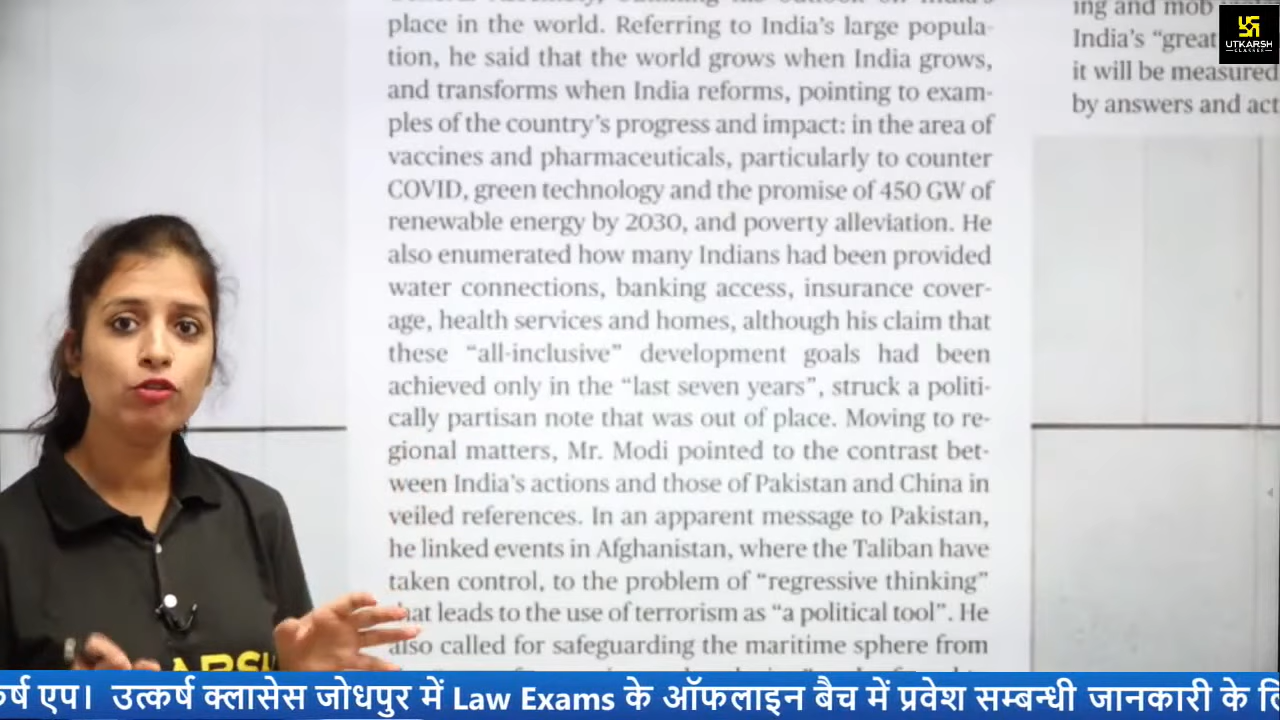 place in the world. Referring to India's large popula-
tion, he said that the world grows when India grows,
and transforms when India reforms, pointing to exam-
ples of the country's progress and impact: in the area of
vaccines and pharmaceuticals, particularly to counter
COVID, green technology and the promise of 450 GW of
renewable energy by 2030, and poverty alleviation. He
also enumerated how many Indians had been provided
water connections, banking access, insurance cover-
age, health services and homes, although his claim that
these “all-inclusive” development goals had been
achieved only in the “last seven years”, struck a politi-
cally partisan note that was out of place. Moving to re-
gional matters, Mr. Modi pointed to the contrast bet-
ween India's actions and those of Pakistan and China in
veiled references. In an apparent message to Pakistan,
he linked events in Afghanistan, where the Taliban have
taken control, to the problem of “regressive thinking”
that leads to the use of terrorism as “a political tool”. He
also called for safeguarding the maritime sphere from
ing and mob
India's “great
it will be measured
by answers and act
UTKARSH
CLASSES
ARSH
र्ष एप। उत्कर्ष क्लासेस जोधपुर में Law Exams के ऑफलाइन बैच में प्रवेश सम्बन्धी जानकारी के लि